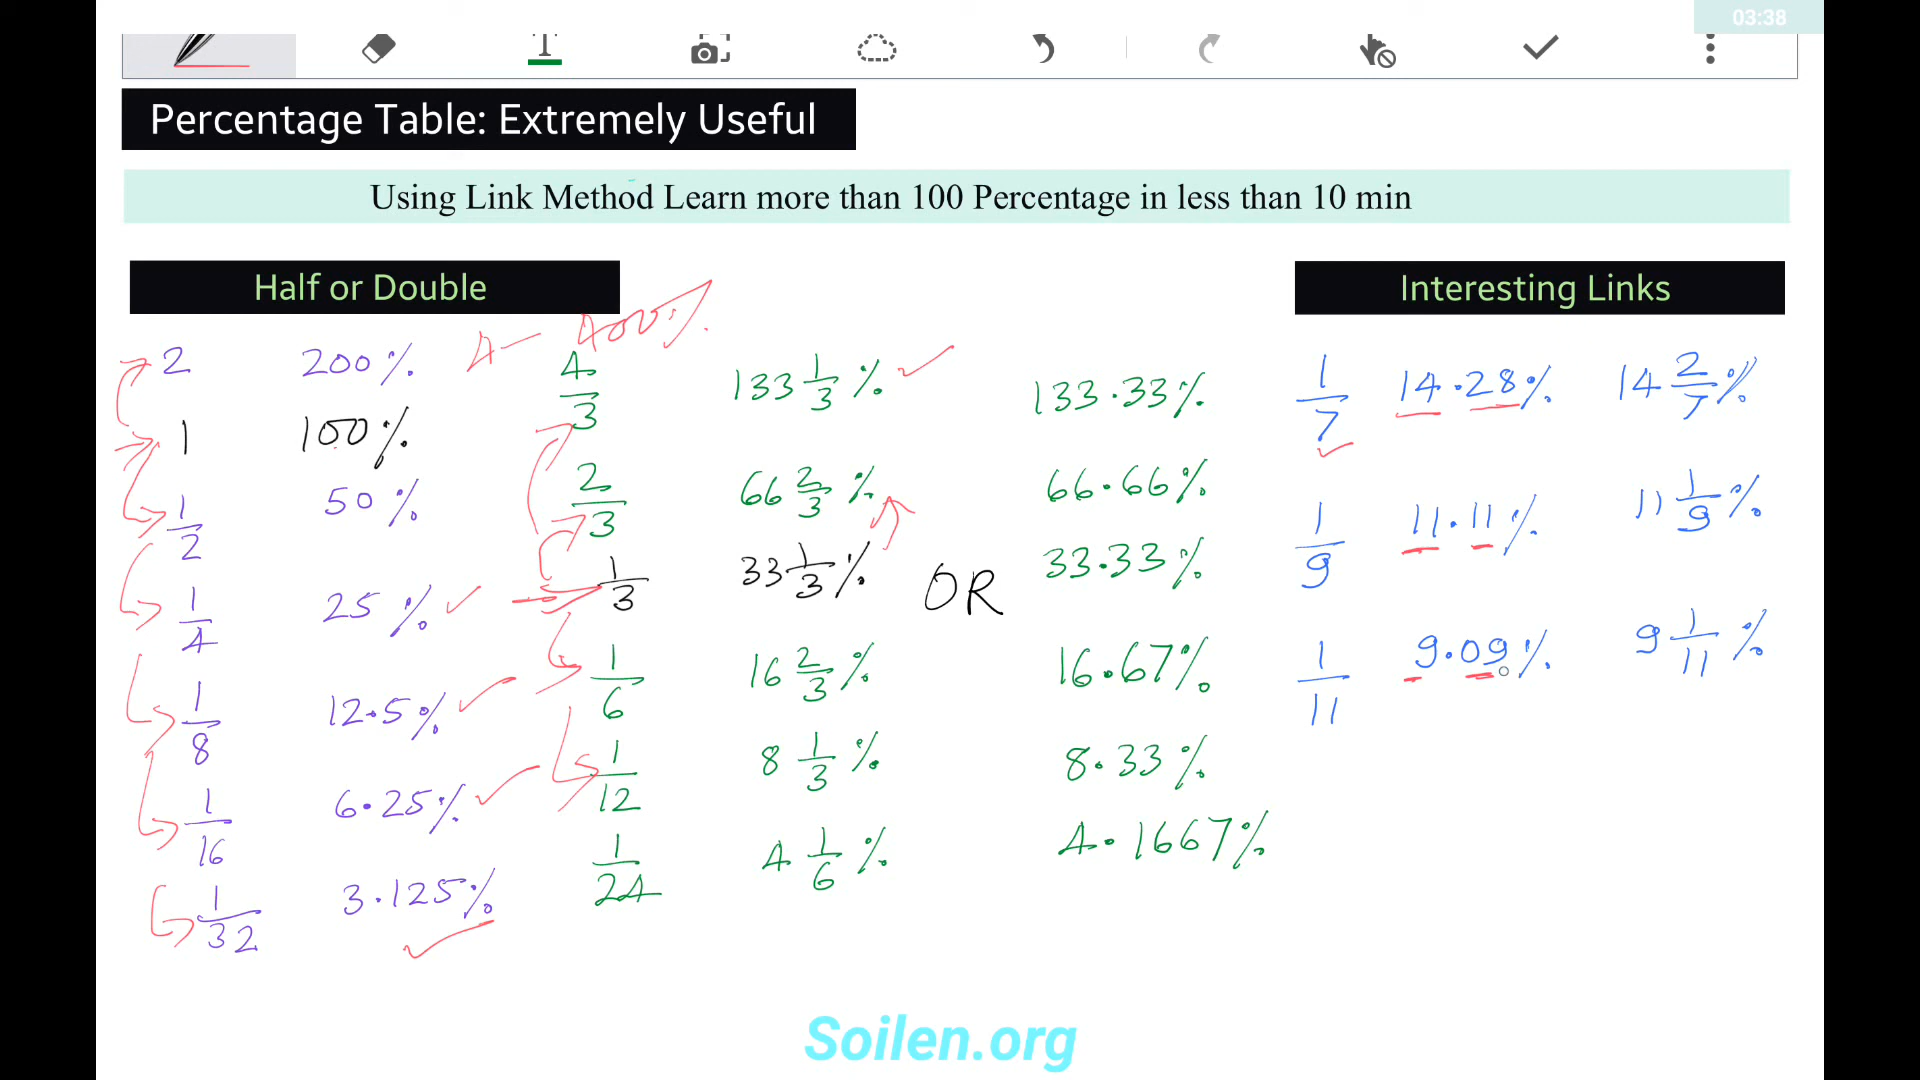 03:38
T
Percentage Table: Extremely Useful
Using Link Method Learn more than 100 Percentage in less than 10 min
Half or Double
2 200%
1 100%
1/2 50%
1/4 25%
1/8 12.5%
1/16 6.25%
1/32 3.125%
4 — 400%
4/3 133 1/3 % 133.33%
2/3 66 2/3 % 66.66%
1/3 33 1/3 % OR 33.33%
1/6 16 2/3 % 16.67%
1/12 8 1/3 % 8.33%
1/24 4 1/6 % 4.1667%
Interesting Links
1/7 14.28% 14 2/7 %
1/9 11.11% 11 1/9 %
1/11 9.09% 9 1/11 %
Soilen.org